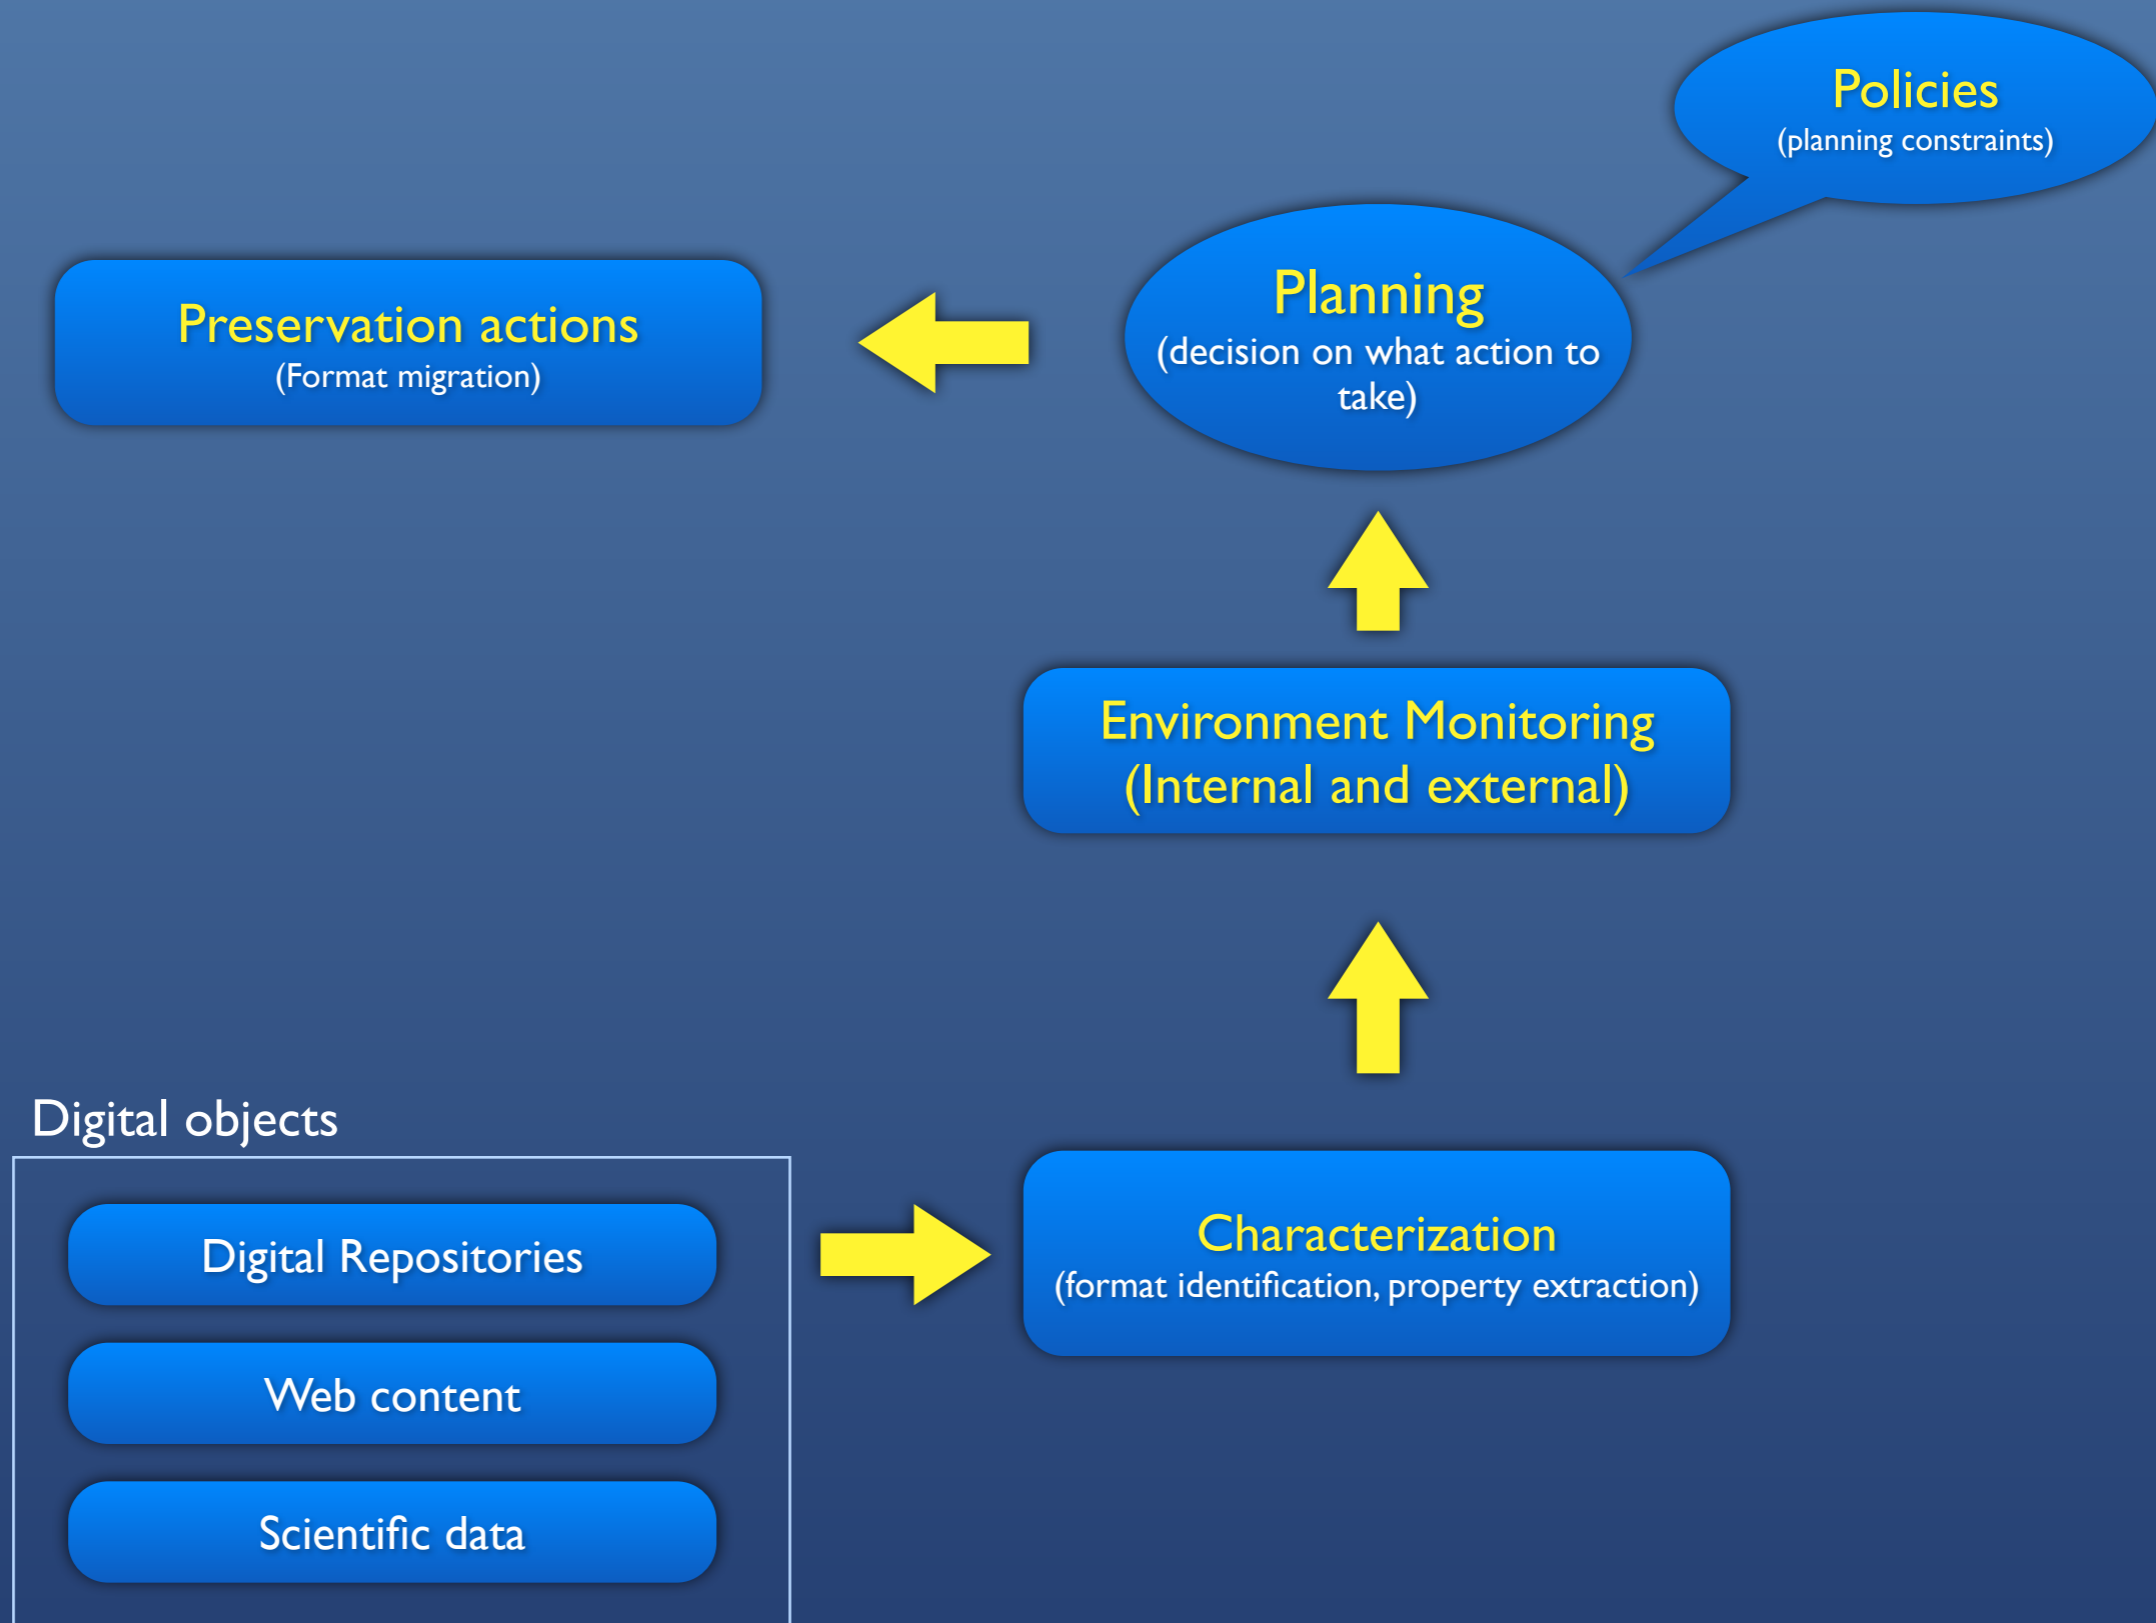 Policies
(planning constraints)
Planning
(decision on what action to
take)
Preservation actions
(Format migration)
Environment Monitoring
(Internal and external)
Digital objects
Digital Repositories
Web content
Scientific data
Characterization
(format identification, property extraction)